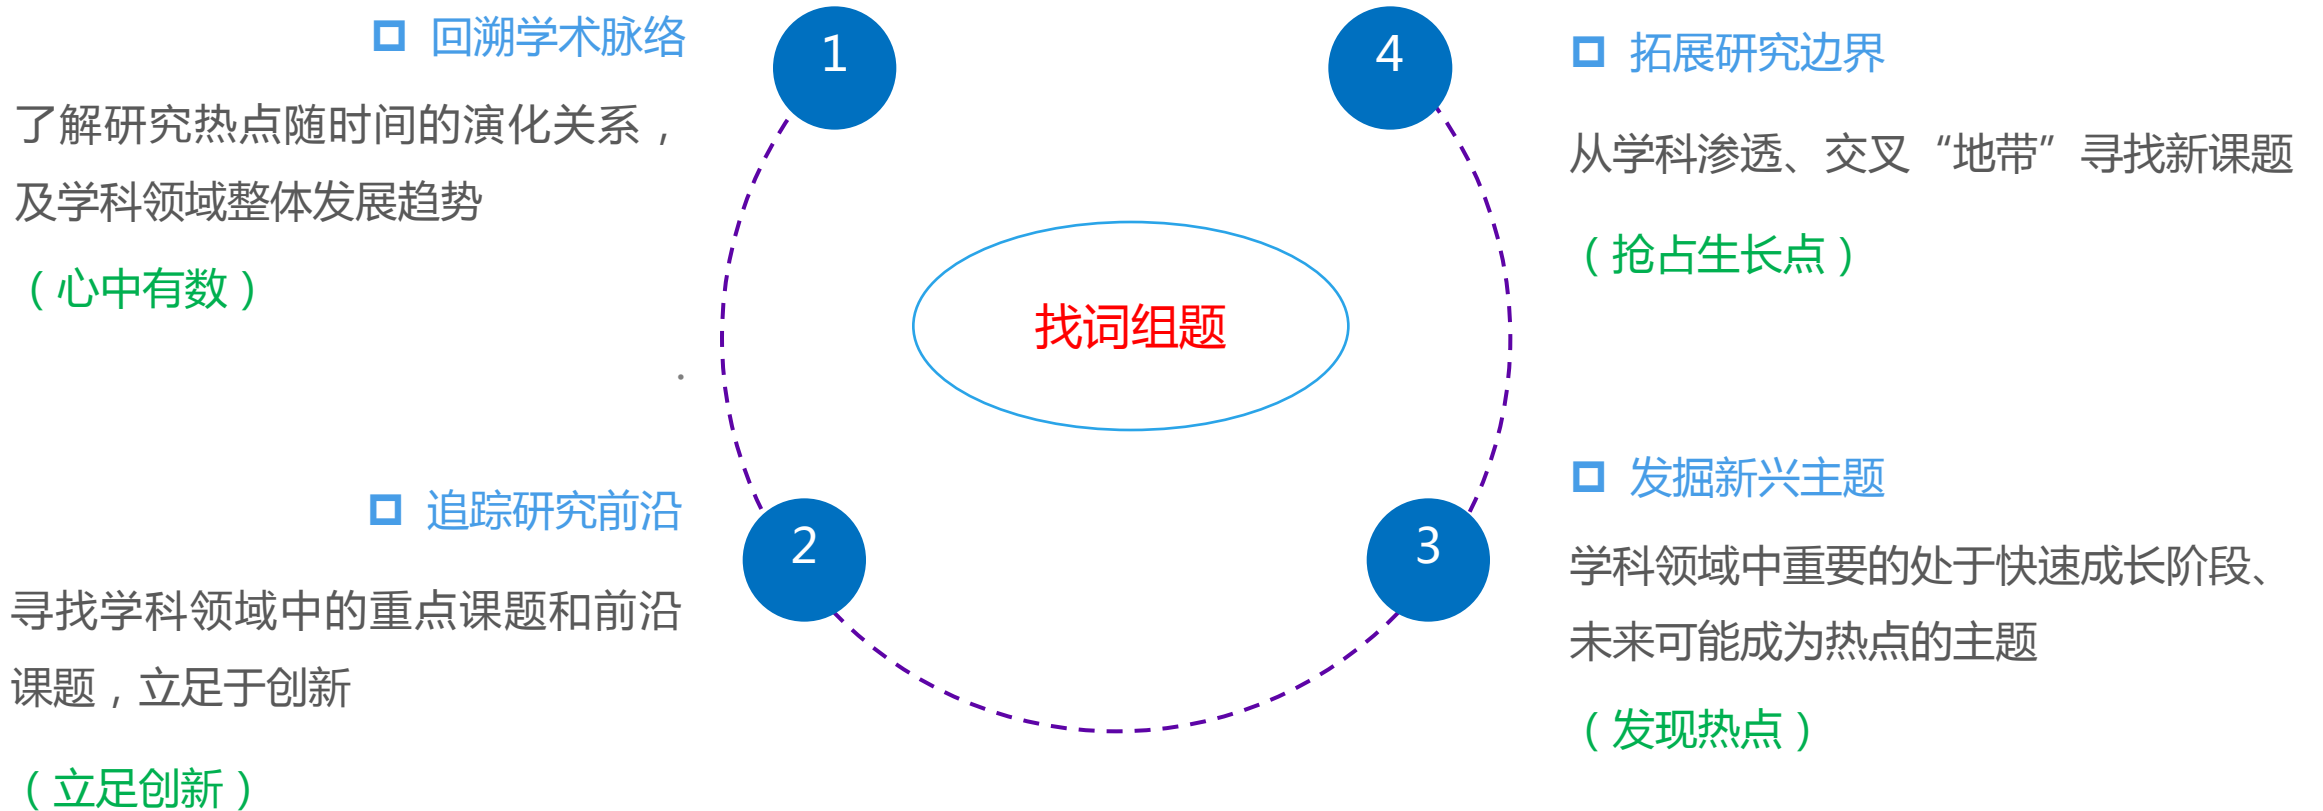 1
回溯学术脉络
了解研究热点随时间的演化关系，
及学科领域整体发展趋势
（心中有数）
2
追踪研究前沿
寻找学科领域中的重点课题和前沿
课题，立足于创新
（立足创新）
找词组题
3
发掘新兴主题
学科领域中重要的处于快速成长阶段、
未来可能成为热点的主题
（发现热点）
4
拓展研究边界
从学科渗透、交叉“地带”寻找新课题
（抢占生长点）